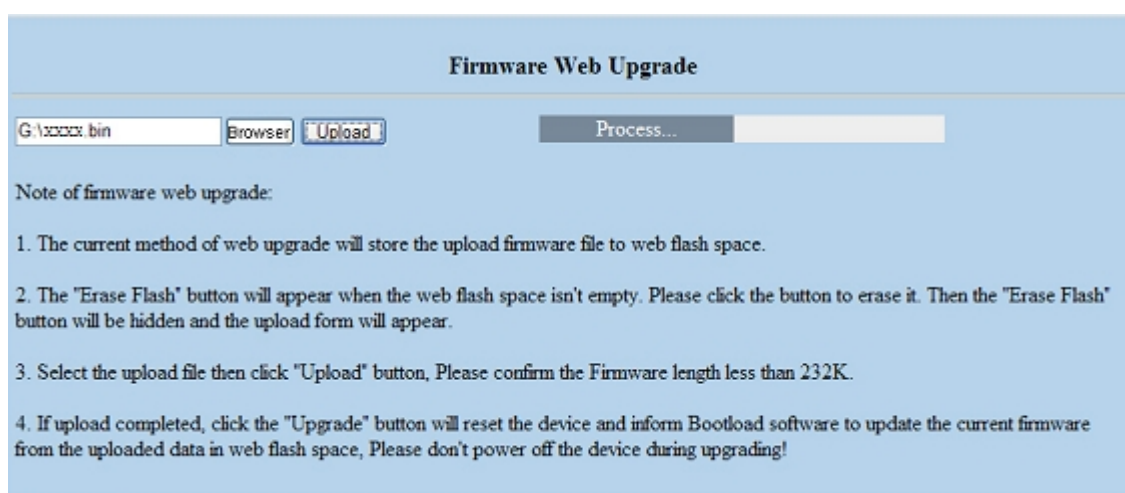 Firmware Web Upgrade
G:\xxxx.bin Browser Upload Process...
Note of firmware web upgrade:
1. The current method of web upgrade will store the upload firmware file to web flash space.
2. The "Erase Flash" button will appear when the web flash space isn't empty. Please click the button to erase it. Then the "Erase Flash"
button will be hidden and the upload form will appear.
3. Select the upload file then click "Upload" button, Please confirm the Firmware length less than 232K.
4. If upload completed, click the "Upgrade" button will reset the device and inform Bootload software to update the current firmware
from the uploaded data in web flash space, Please don't power off the device during upgrading!